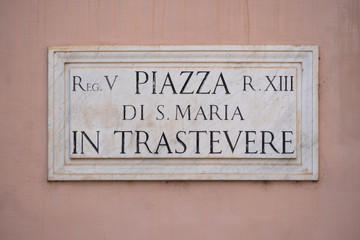 REG. V PIAZZA R. XIII
DI S. MARIA
IN TRASTEVERE